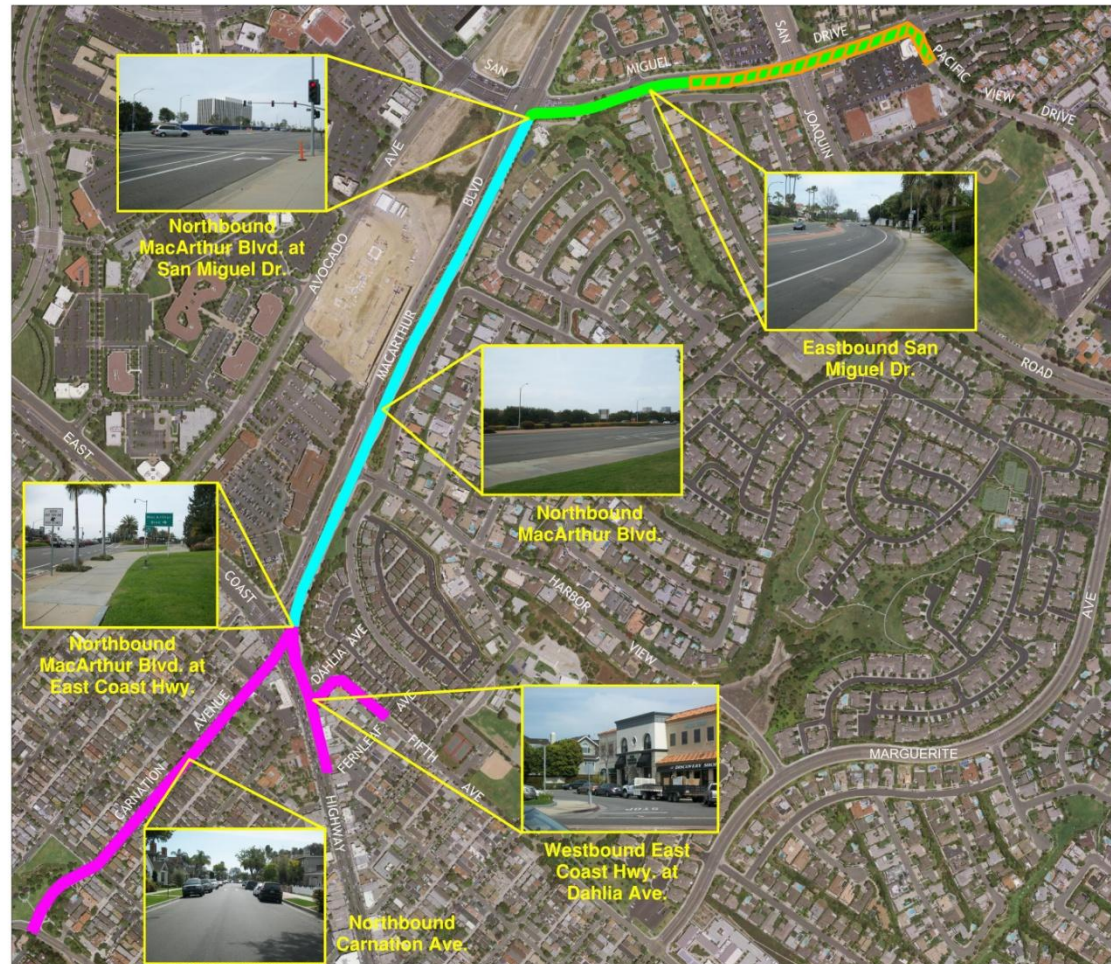 SAN
MIGUEL
DRIVE
SAN
JOAQUIN
PACIFIC
VIEW
DRIVE
AVE
AVOCADO
BLVD
MACARTHUR
ROAD
Northbound
MacArthur Blvd. at
San Miguel Dr.
Eastbound San
Miguel Dr.
Northbound
MacArthur Blvd.
EAST
COAST
HIGHWAY
Northbound
MacArthur Blvd. at
East Coast Hwy.
DAHLIA AVE
HARBOR
VIEW
AVE
MARGUERITE
FERNLEAF
AVE
FIFTH
AVE
CARNATION
AVENUE
Westbound East
Coast Hwy. at
Dahlia Ave.
Northbound
Carnation Ave.